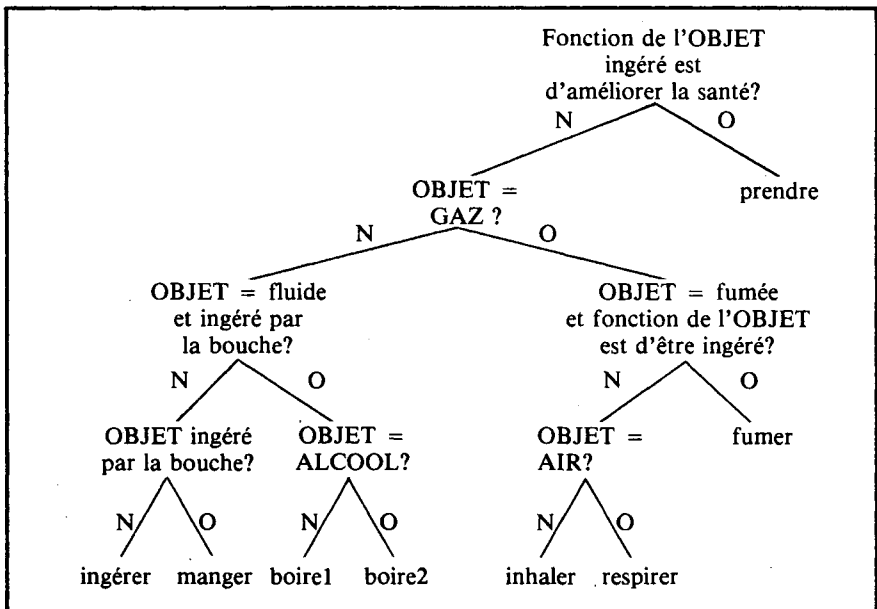 Fonction de l'OBJET
ingéré est
d'améliorer la santé?
N O
prendre
OBJET =
GAZ ?
N O
OBJET = fluide
et ingéré par
la bouche?
OBJET = fumée
et fonction de l'OBJET
est d'être ingéré?
N O
N O
OBJET ingéré
par la bouche?
OBJET =
ALCOOL?
OBJET =
AIR?
fumer
N O
N O
N O
ingérer manger boire1 boire2 inhaler respirer